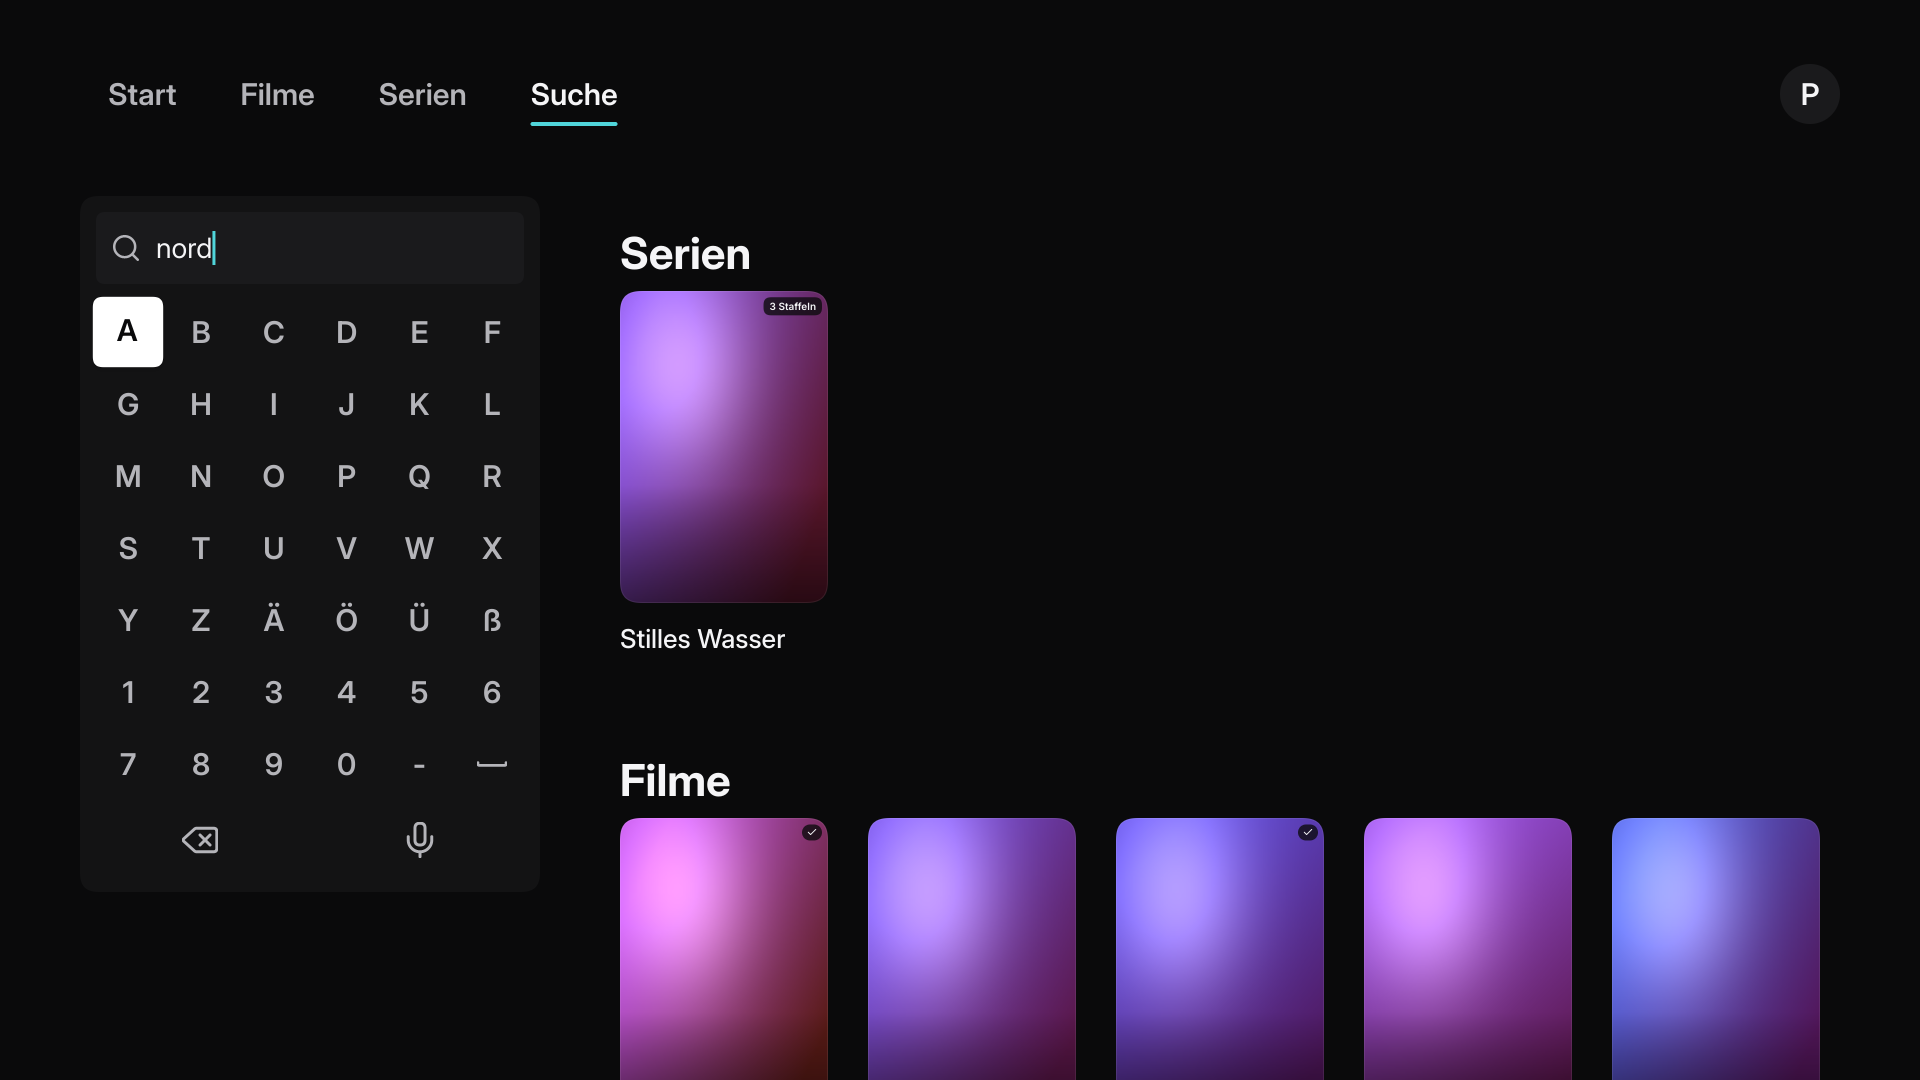 Start Filme Serien Suche P
nord
A B C D E F
G H I J K L
M N O P Q R
S T U V W X
Y Z Ä Ö Ü ß
1 2 3 4 5 6
7 8 9 0 -
Serien
3 Staffeln
Stilles Wasser
Filme